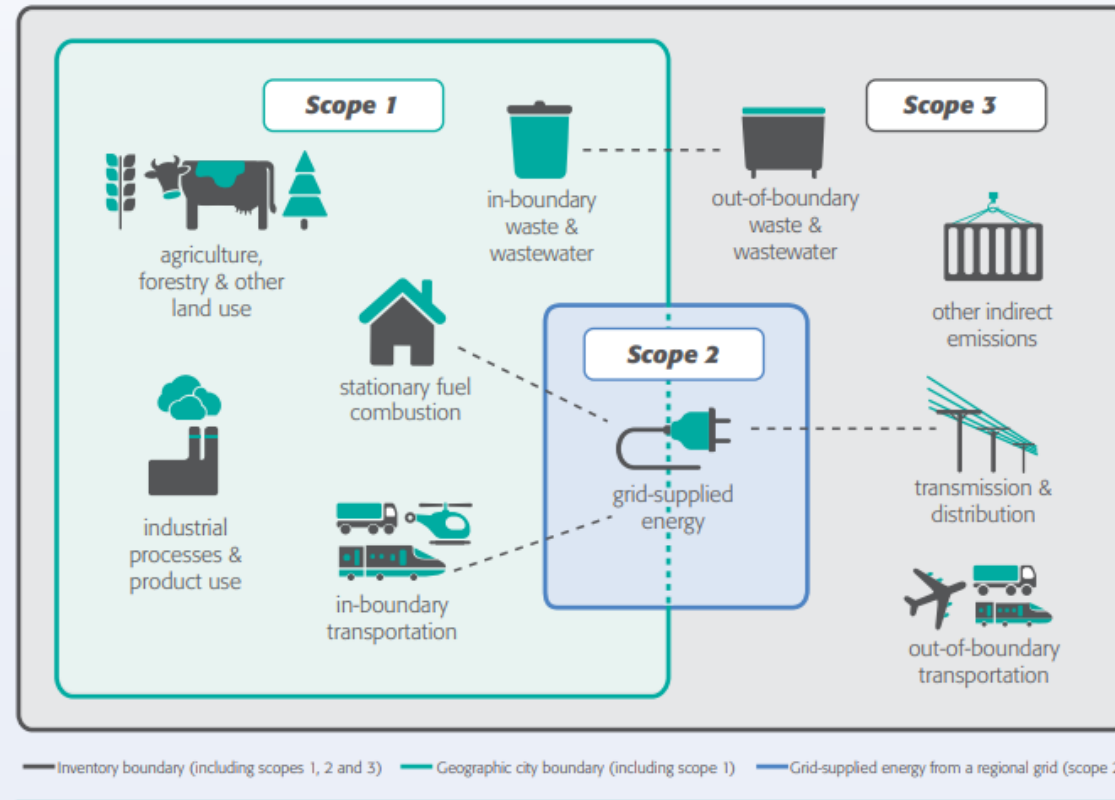 Scope 1
Scope 3
in-boundary
waste &
wastewater
out-of-boundary
waste &
wastewater
agriculture,
forestry & other
land use
other indirect
emissions
Scope 2
stationary fuel
combustion
grid-supplied
energy
transmission &
distribution
industrial
processes &
product use
in-boundary
transportation
out-of-boundary
transportation
Inventory boundary (including scopes 1, 2 and 3) Geographic city boundary (including scope 1) Grid-supplied energy from a regional grid (scope 2